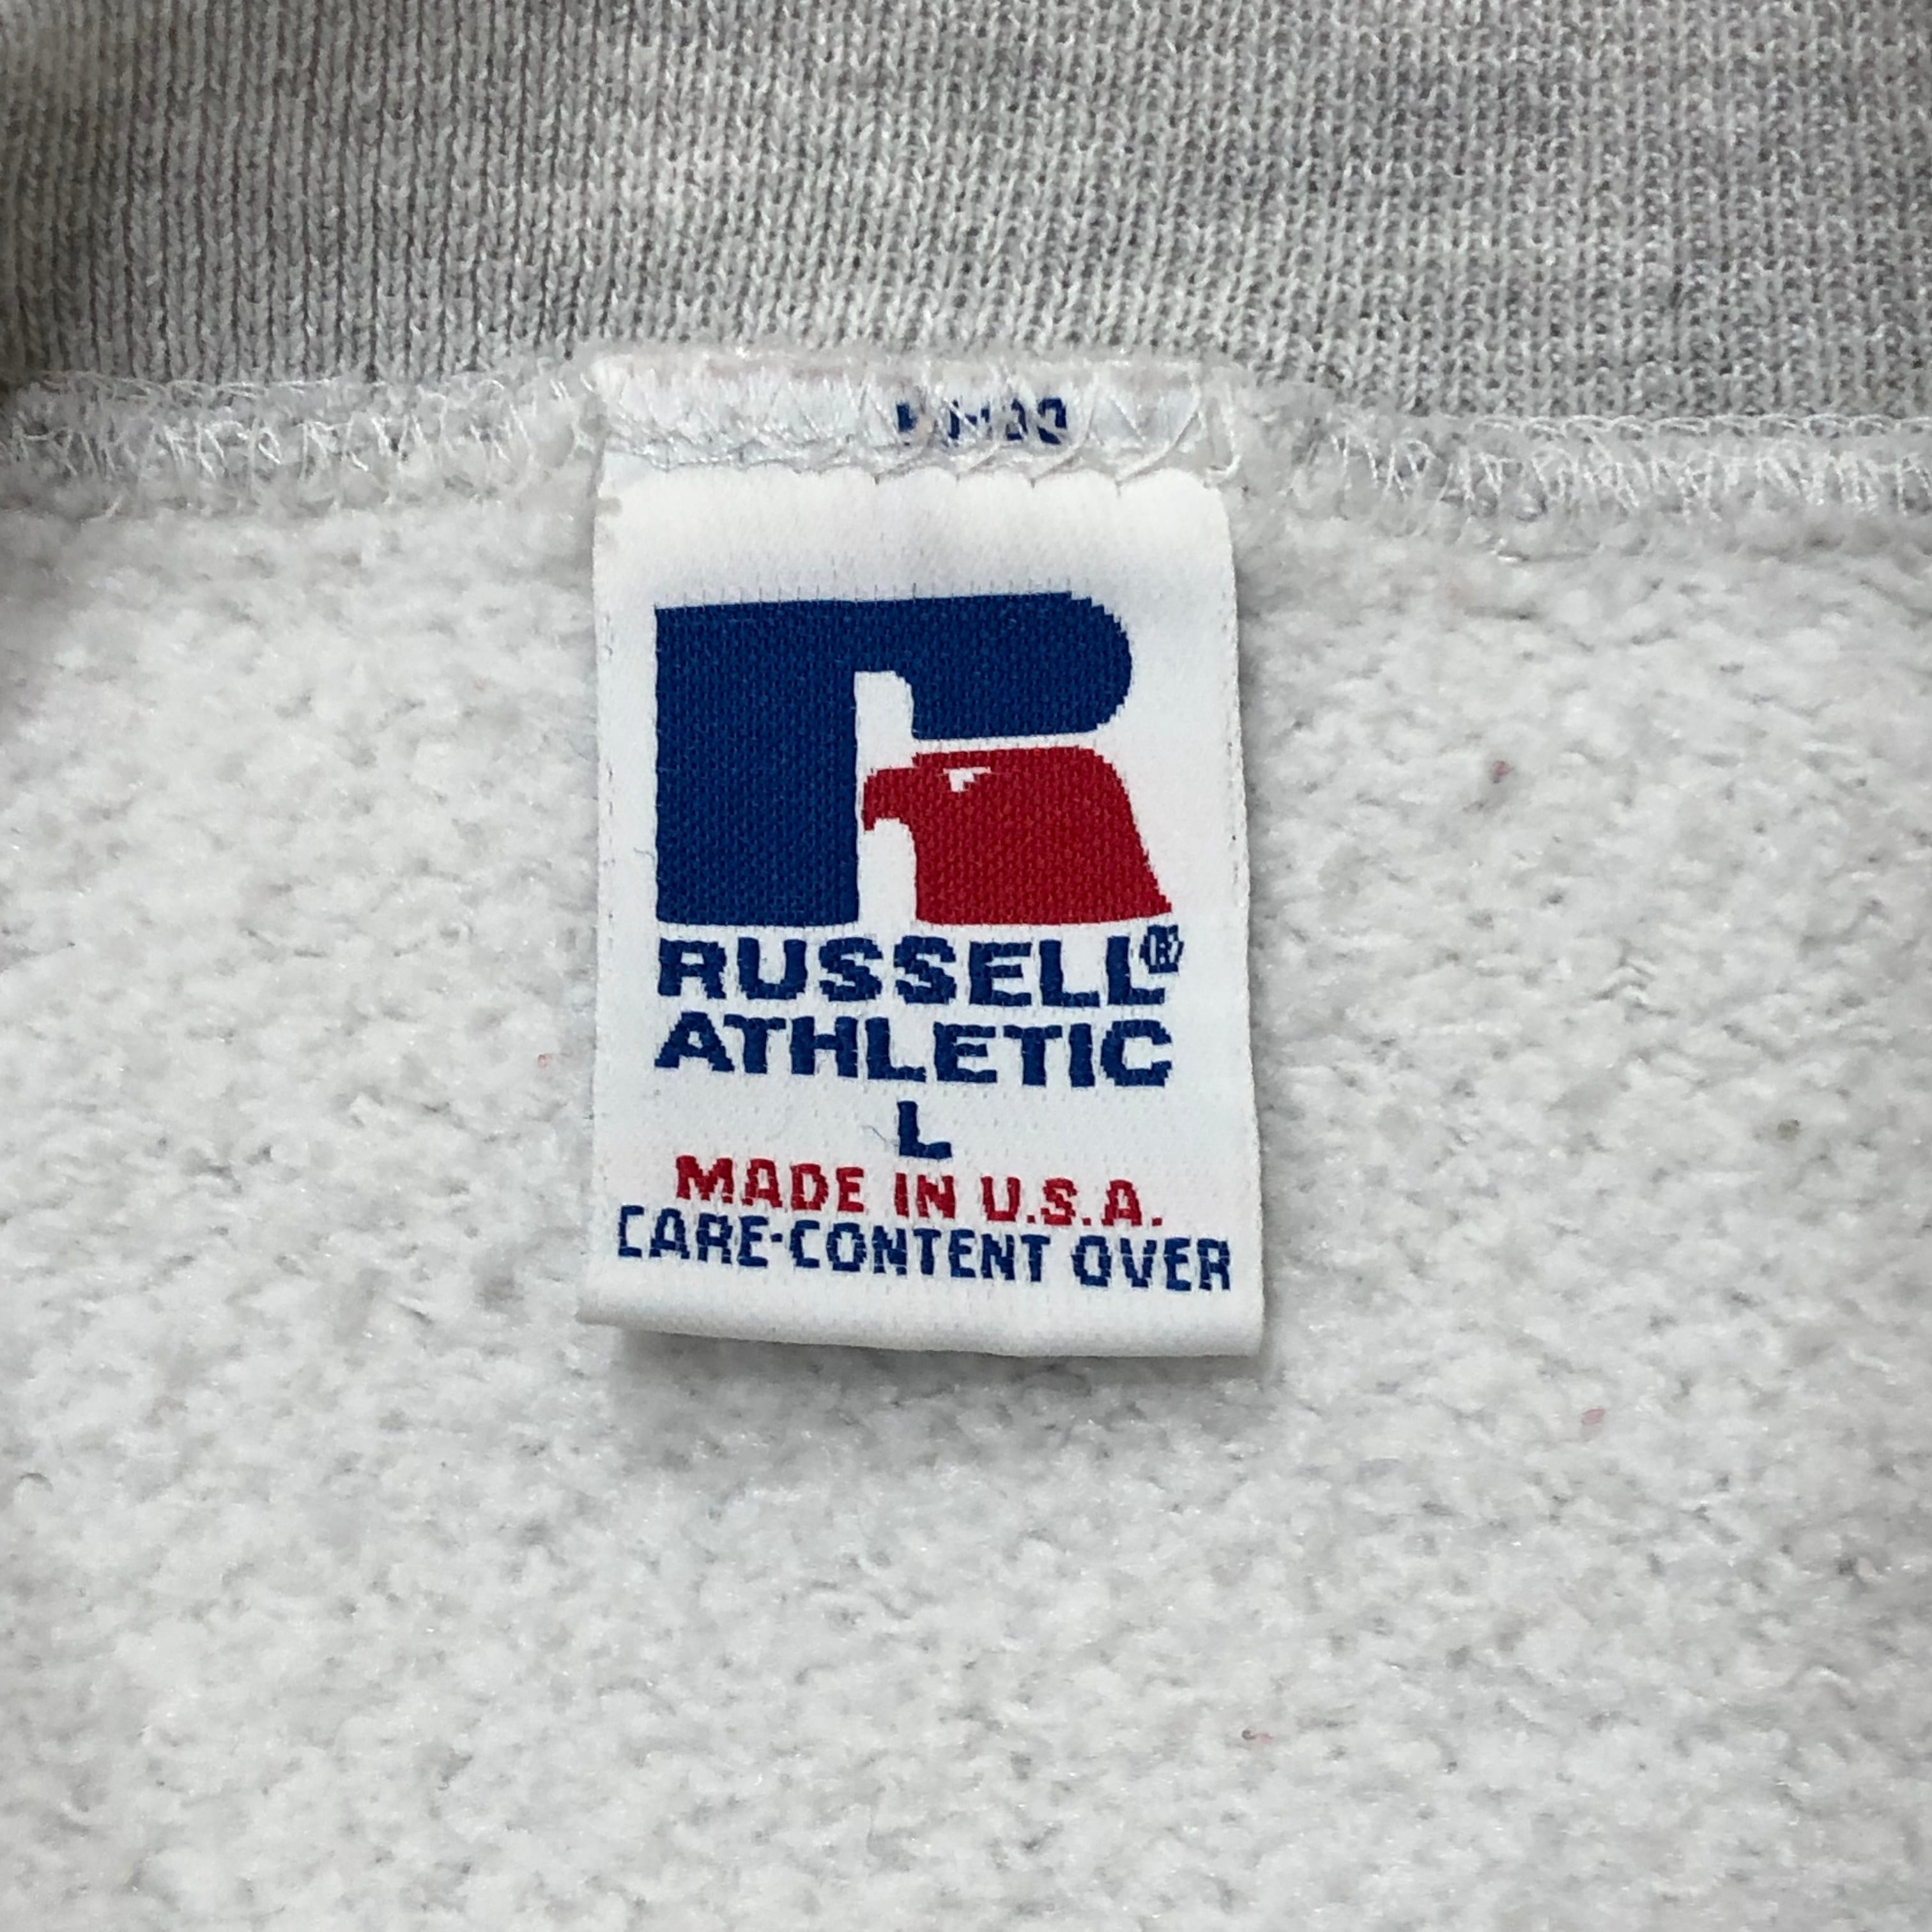 RUSSELL®
ATHLETIC
L
MADE IN U.S.A.
CARE-CONTENT OVER